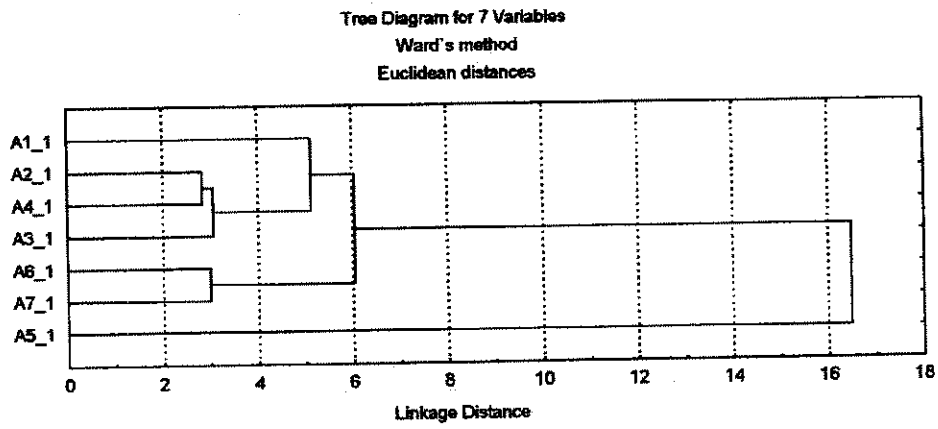 Tree Diagram for 7 Variables
Ward`s method
Euclidean distances
A1_1
A2_1
A4_1
A3_1
A6_1
A7_1
A5_1
0 2 4 6 8 10 12 14 16 18
Linkage Distance